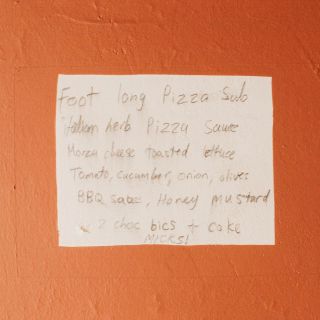 Foot long Pizza Sub
Italian herb Pizza Sauce
Mozza cheese toasted lettuce
Tomato, cucumber, onion, olives
BBQ sauce, Honey mustard
2 choc bics + coke